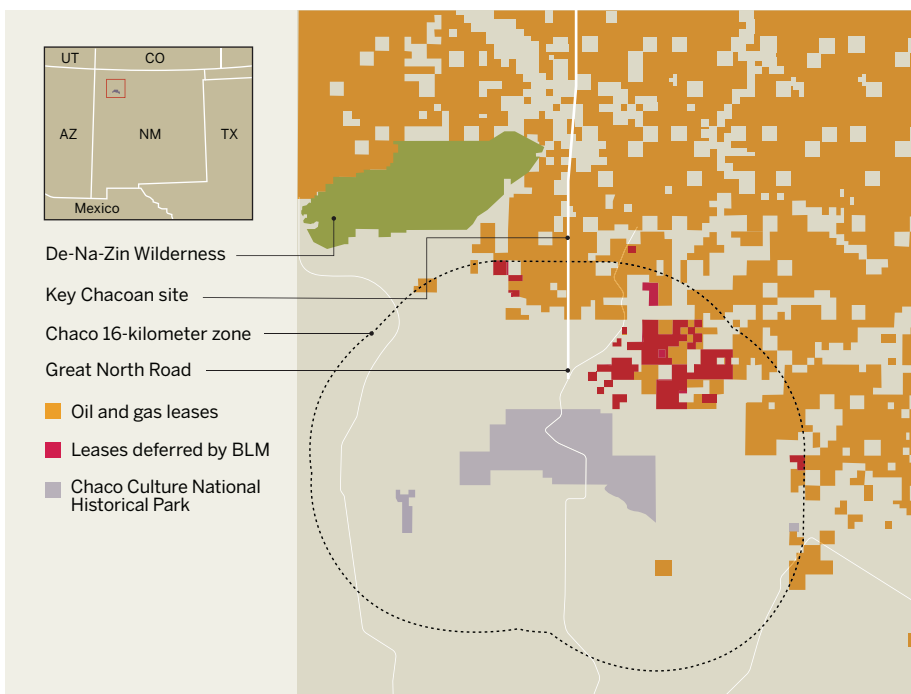 UT
CO
AZ
NM
TX
Mexico
De-Na-Zin Wilderness
Key Chacoan site
Chaco 16-kilometer zone
Great North Road
Oil and gas leases
Leases deferred by BLM
Chaco Culture National
Historical Park